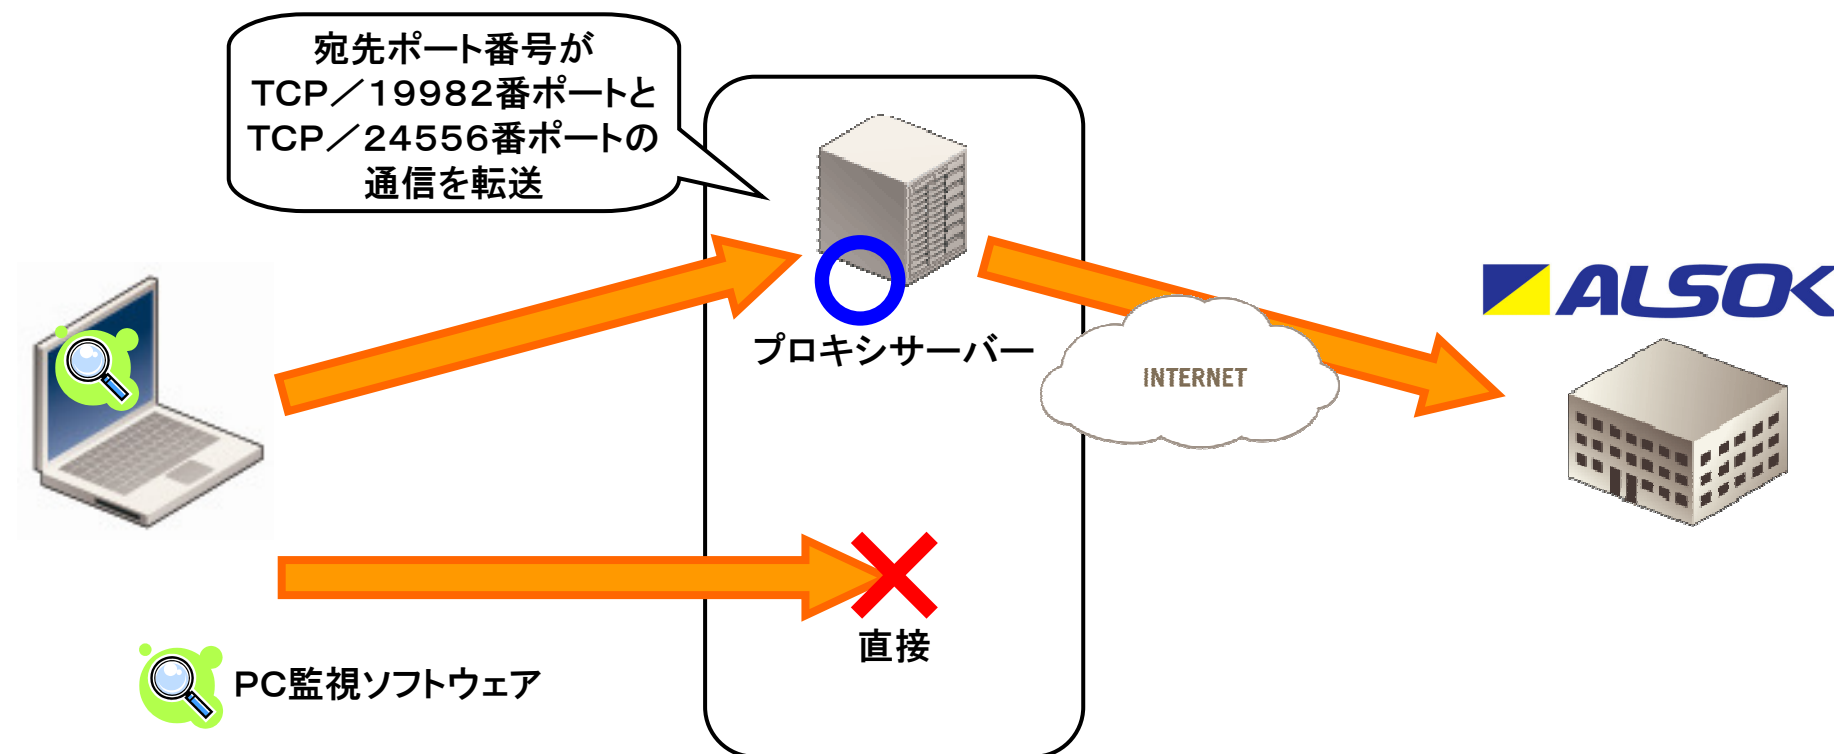 宛先ポート番号が
TCP／19982番ポートと
TCP／24556番ポートの
通信を転送
ALSOK
プロキシサーバー
INTERNET
直接
PC監視ソフトウェア